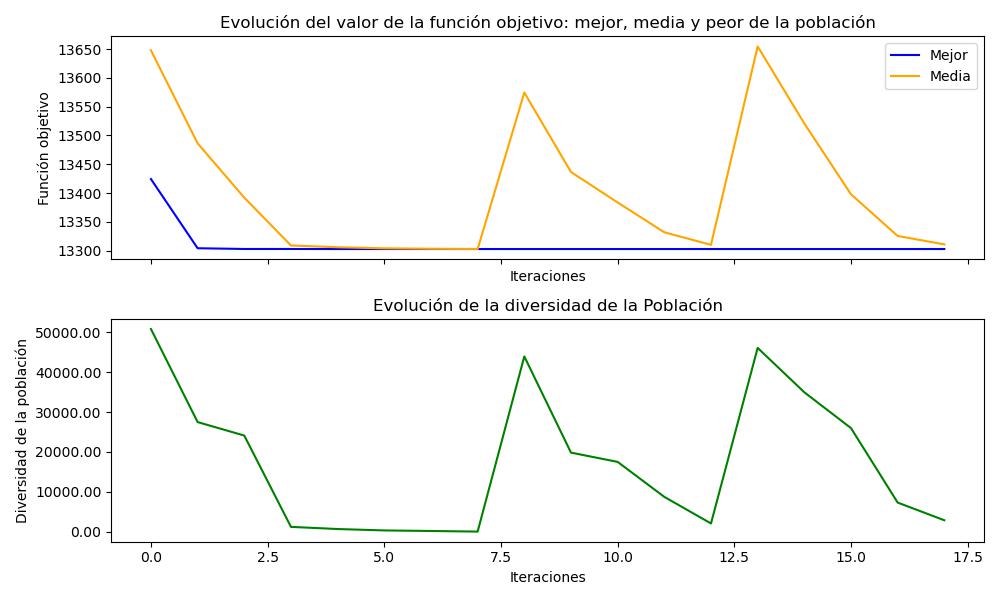 Evolución del valor de la función objetivo: mejor, media y peor de la población
Función objetivo
13650
13600
13550
13500
13450
13400
13350
13300
Mejor
Media
Iteraciones
Evolución de la diversidad de la Población
Diversidad de la población
50000.00
40000.00
30000.00
20000.00
10000.00
0.00
0.0 2.5 5.0 7.5 10.0 12.5 15.0 17.5
Iteraciones